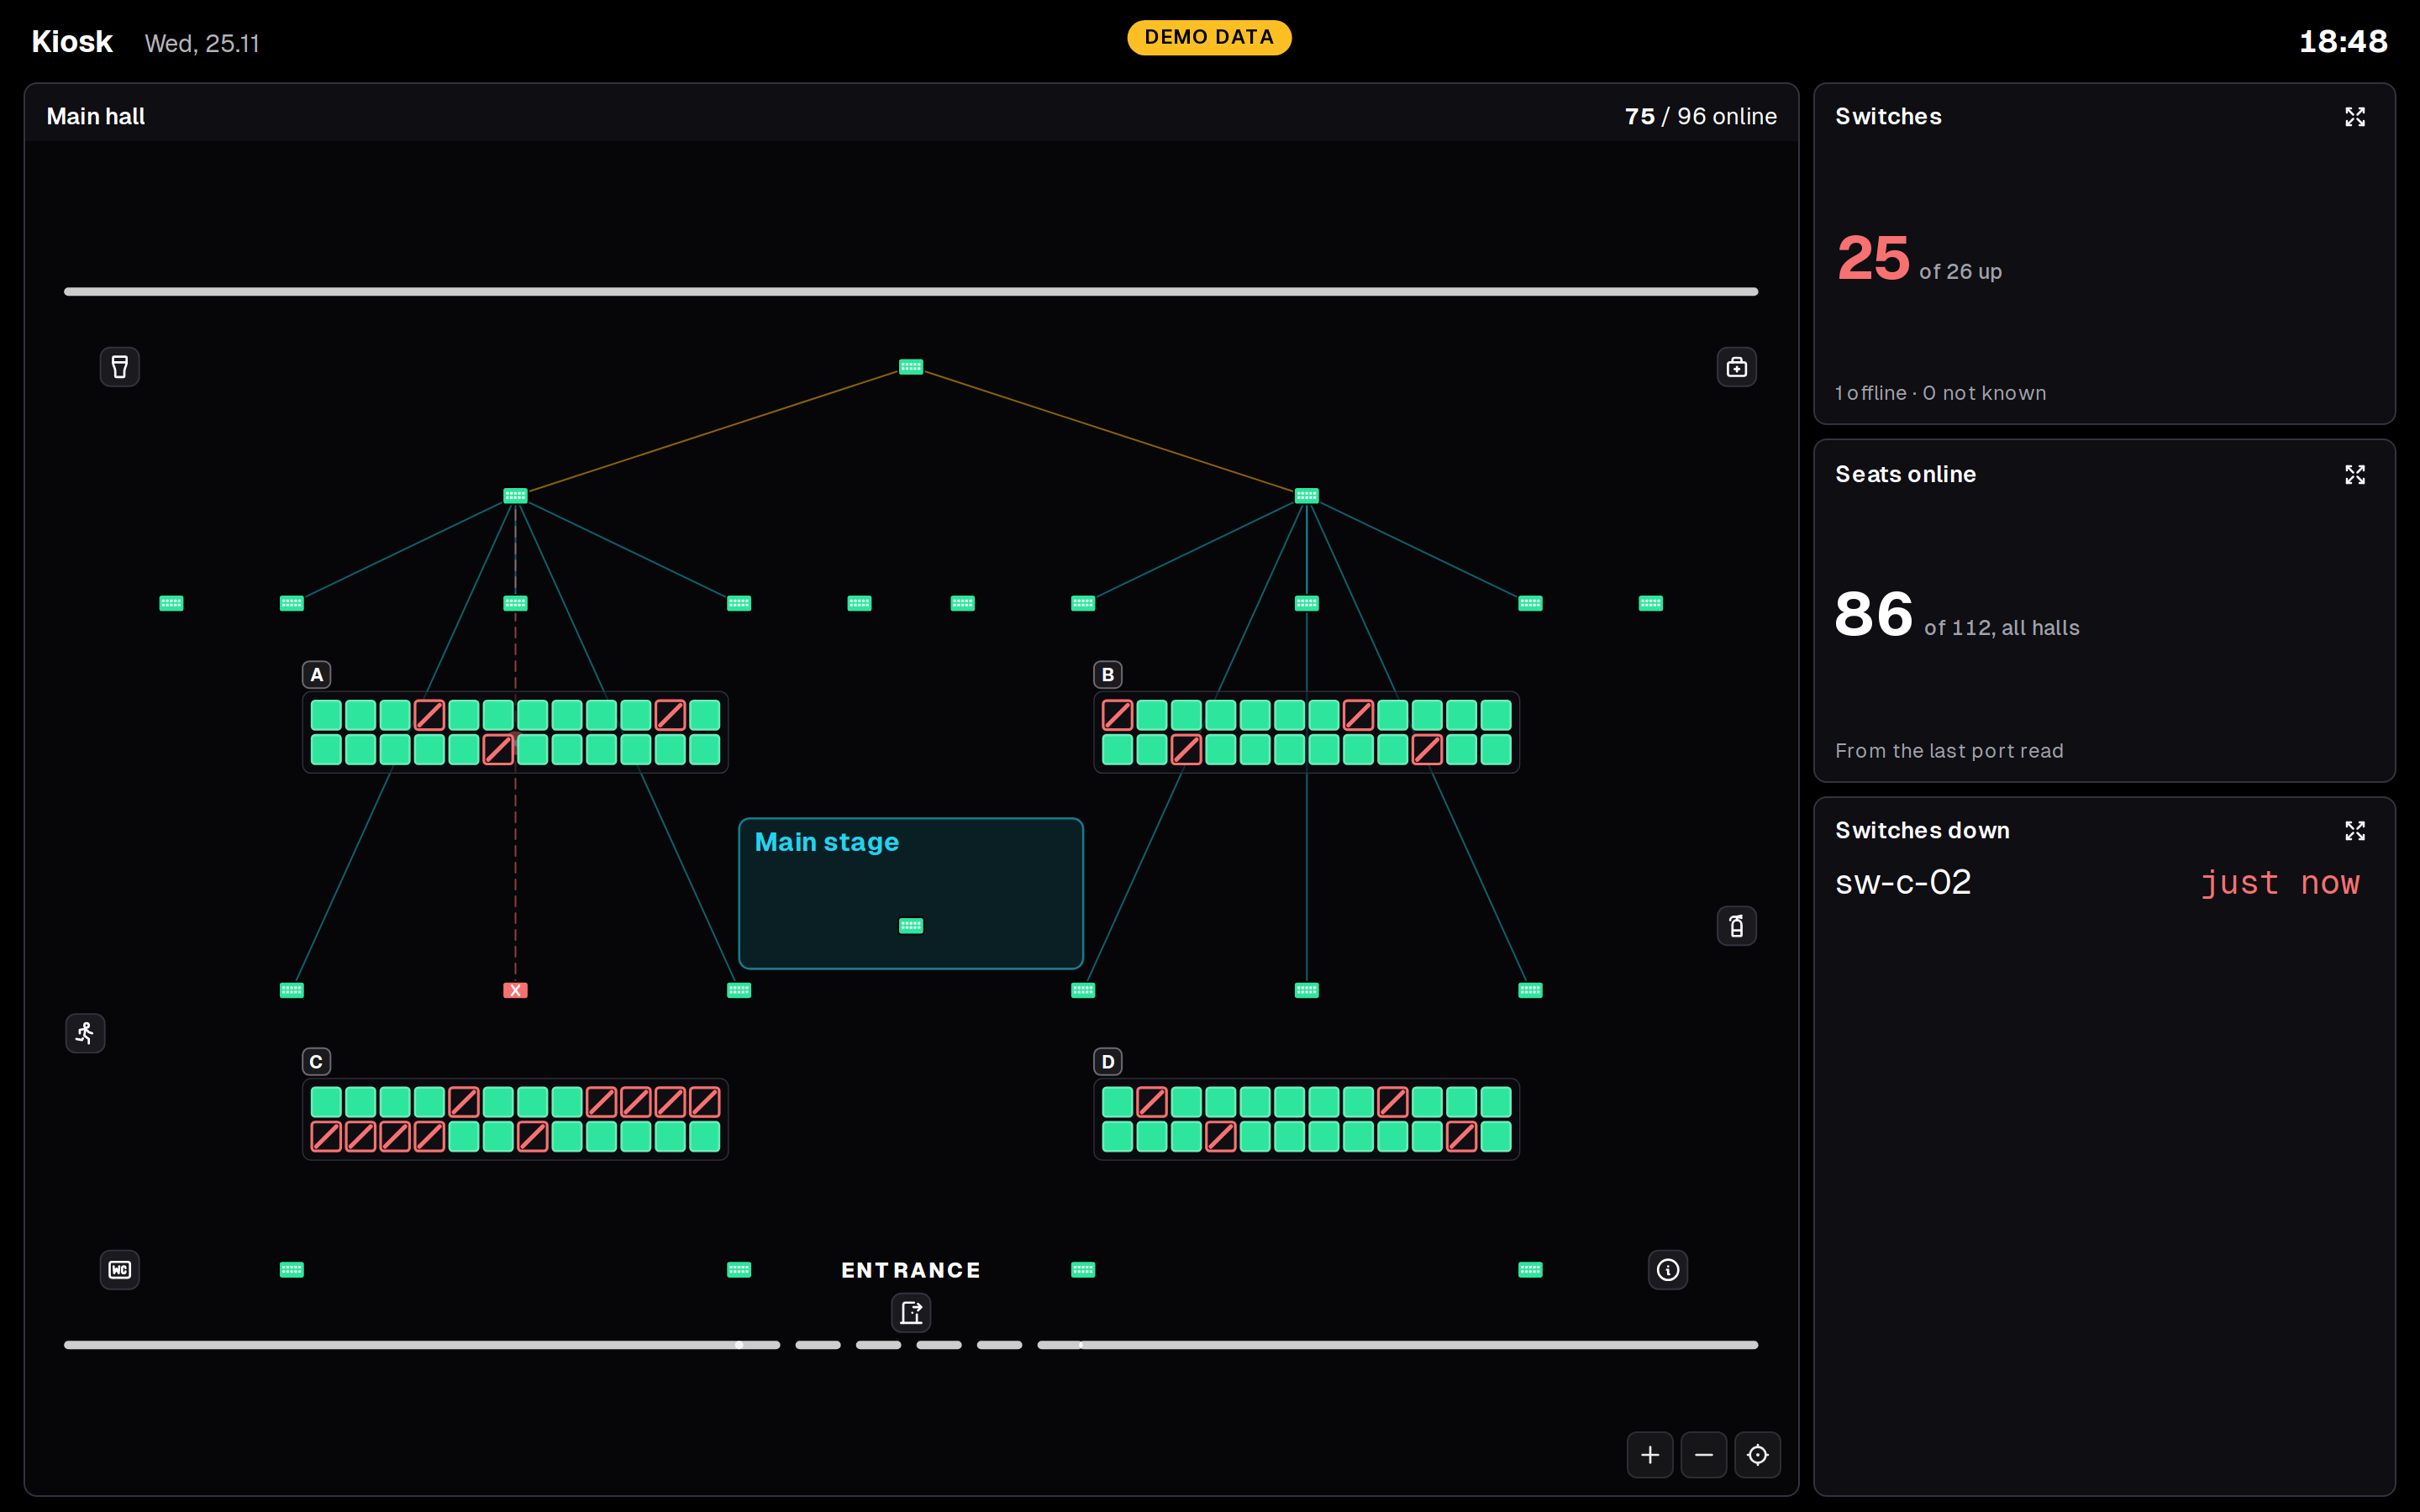 Kiosk Wed, 25.11
DEMO DATA
18:48
Main hall
75 / 96 online
A
B
Main stage
C
D
WC
ENTRANCE
Switches
25 of 26 up
1 offline · 0 not known
Seats online
86 of 112, all halls
From the last port read
Switches down
sw-c-02 just now